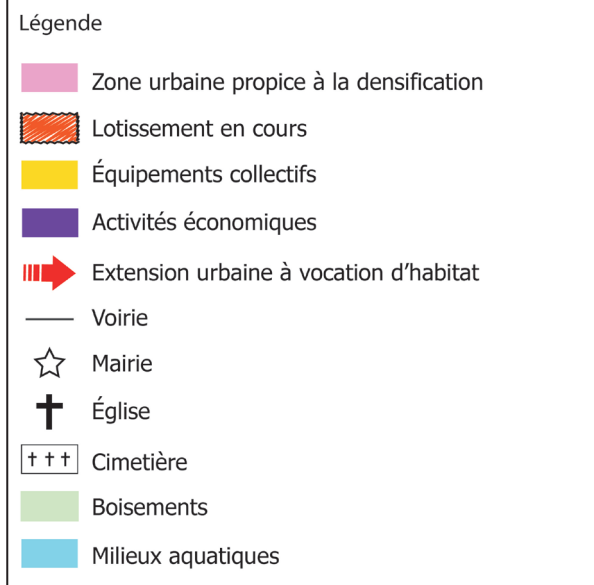 Légende
Zone urbaine propice à la densification
Lotissement en cours
Équipements collectifs
Activités économiques
Extension urbaine à vocation d’habitat
Voirie
Mairie
Église
Cimetière
Boisements
Milieux aquatiques